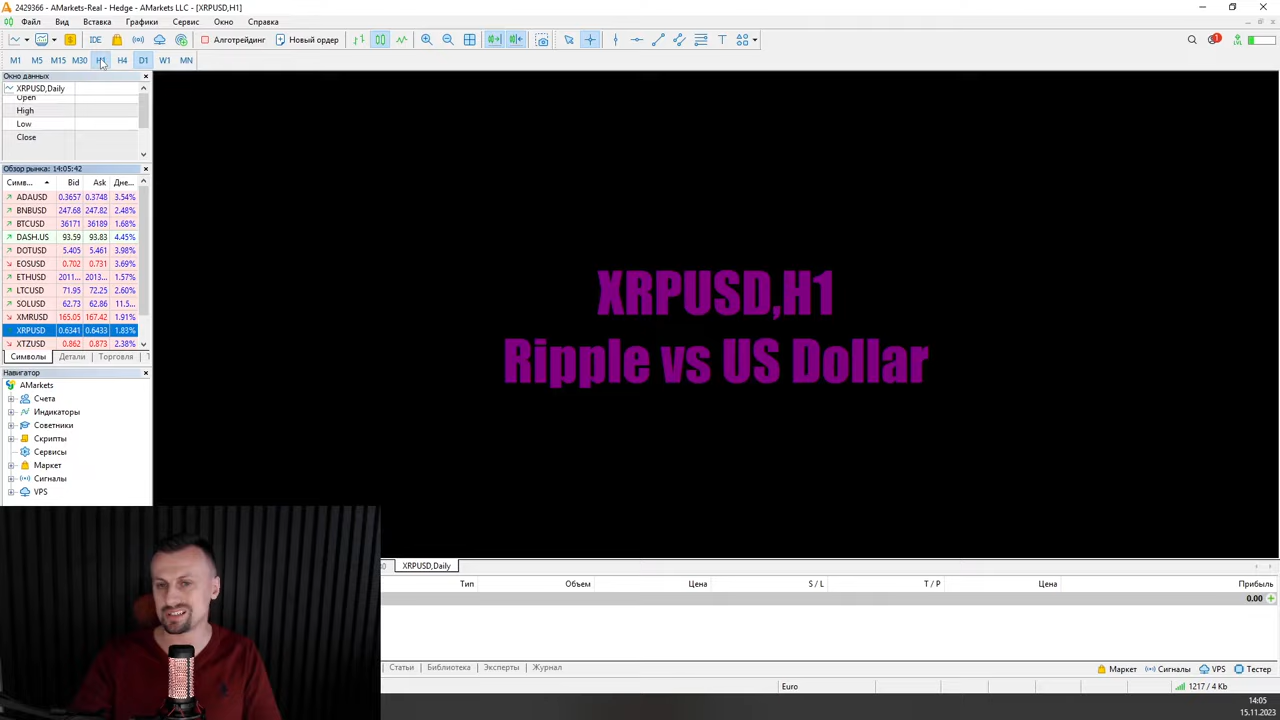 2429366 - AMarkets-Real - Hedge - AMarkets LLC - [XRPUSD,H1]
Файл Вид Вставка Графики Сервис Окно Справка
IDE Алготрейдинг Новый ордер
M1 M5 M15 M30 H1 H4 D1 W1 MN
Окно данных
XRPUSD,Daily
Open
High
Low
Close
Обзор рынка: 14:05:42
Симв... Bid Ask Дне...
ADAUSD 0.3657 0.3748 3.54%
BNBUSD 247.68 247.82 2.48%
BTCUSD 36171 36189 1.68%
DASH.US 93.59 93.83 4.45%
DOTUSD 5.405 5.461 3.98%
EOSUSD 0.702 0.731 3.69%
ETHUSD 2011... 2013... 1.57%
LTCUSD 71.95 72.25 2.60%
SOLUSD 62.73 62.86 11.5...
XMRUSD 165.05 167.42 1.91%
XRPUSD 0.6341 0.6433 1.83%
XTZUSD 0.862 0.873 2.38%
Символы Детали Торговля
Навигатор
AMarkets
Счета
Индикаторы
Советники
Скрипты
Сервисы
Маркет
Сигналы
VPS
XRPUSD,H1
Ripple vs US Dollar
XRPUSD,Daily
Тип Объем Цена S / L T / P Цена Прибыль
0.00
Статьи Библиотека Эксперты Журнал
Маркет Сигналы VPS Тестер
Euro
1217 / 4 Kb
14:05
15.11.2023